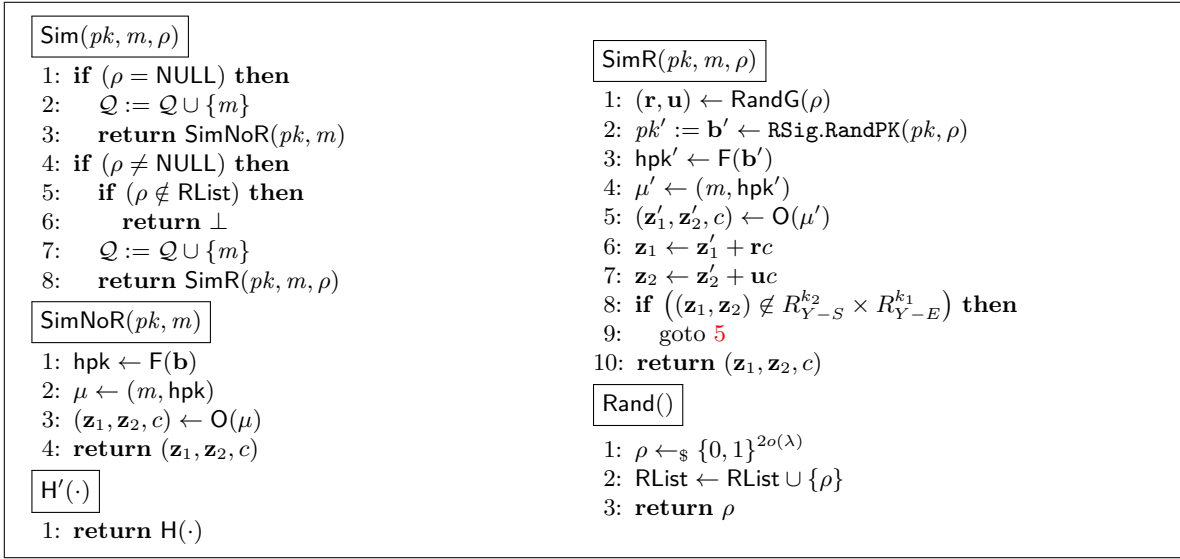 Sim(pk, m, ρ)
1: if (ρ = NULL) then
2: 𝒬 := 𝒬 ∪ {m}
3: return SimNoR(pk, m)
4: if (ρ ≠ NULL) then
5: if (ρ ∉ RList) then
6: return ⊥
7: 𝒬 := 𝒬 ∪ {m}
8: return SimR(pk, m, ρ)
SimNoR(pk, m)
1: hpk ← F(b)
2: μ ← (m, hpk)
3: (z₁, z₂, c) ← O(μ)
4: return (z₁, z₂, c)
H′(·)
1: return H(·)
SimR(pk, m, ρ)
1: (r, u) ← RandG(ρ)
2: pk′ := b′ ← RSig.RandPK(pk, ρ)
3: hpk′ ← F(b′)
4: μ′ ← (m, hpk′)
5: (z′₁, z′₂, c) ← O(μ′)
6: z₁ ← z′₁ + rc
7: z₂ ← z′₂ + uc
8: if ((z₁, z₂) ∉ R_{Y−S}^{k₂} × R_{Y−E}^{k₁}) then
9: goto 5
10: return (z₁, z₂, c)
Rand()
1: ρ ←_$ {0, 1}^{2o(λ)}
2: RList ← RList ∪ {ρ}
3: return ρ